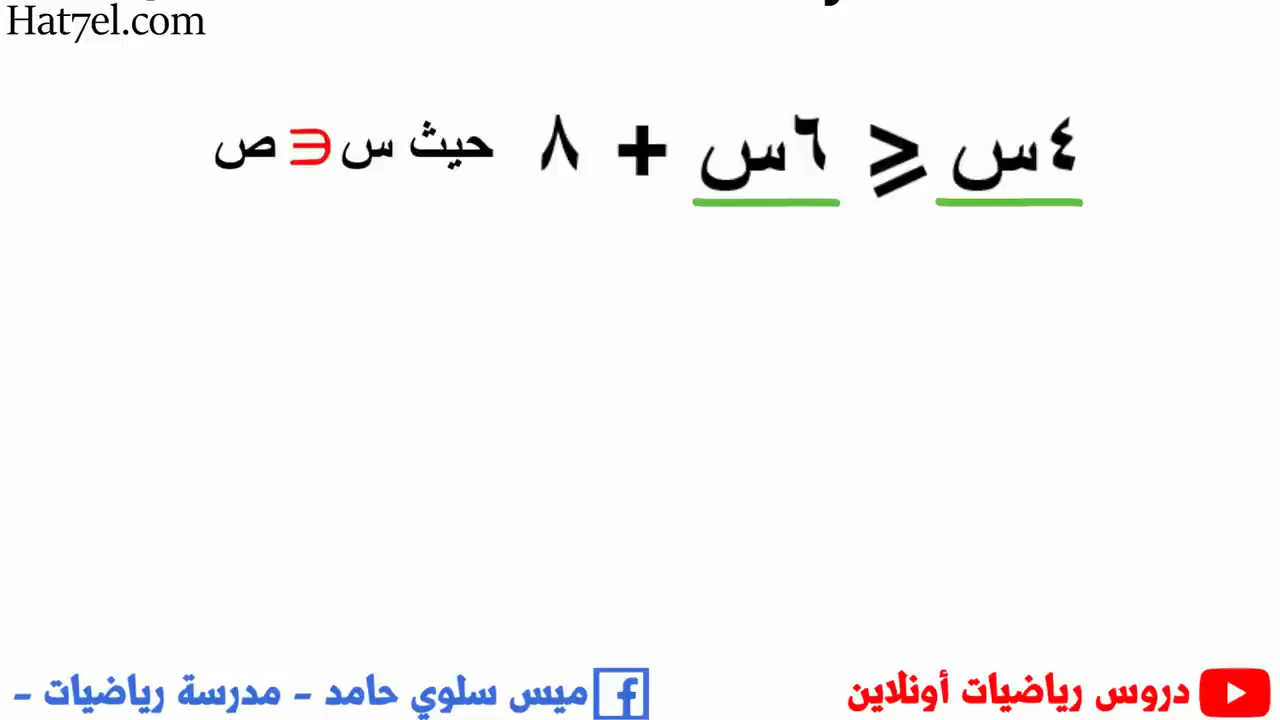 Hat7el.com
٤س ≤ ٦س + ٨ حيث س ∈ ص
دروس رياضيات أونلاين
ميس سلوي حامد - مدرسة رياضيات -